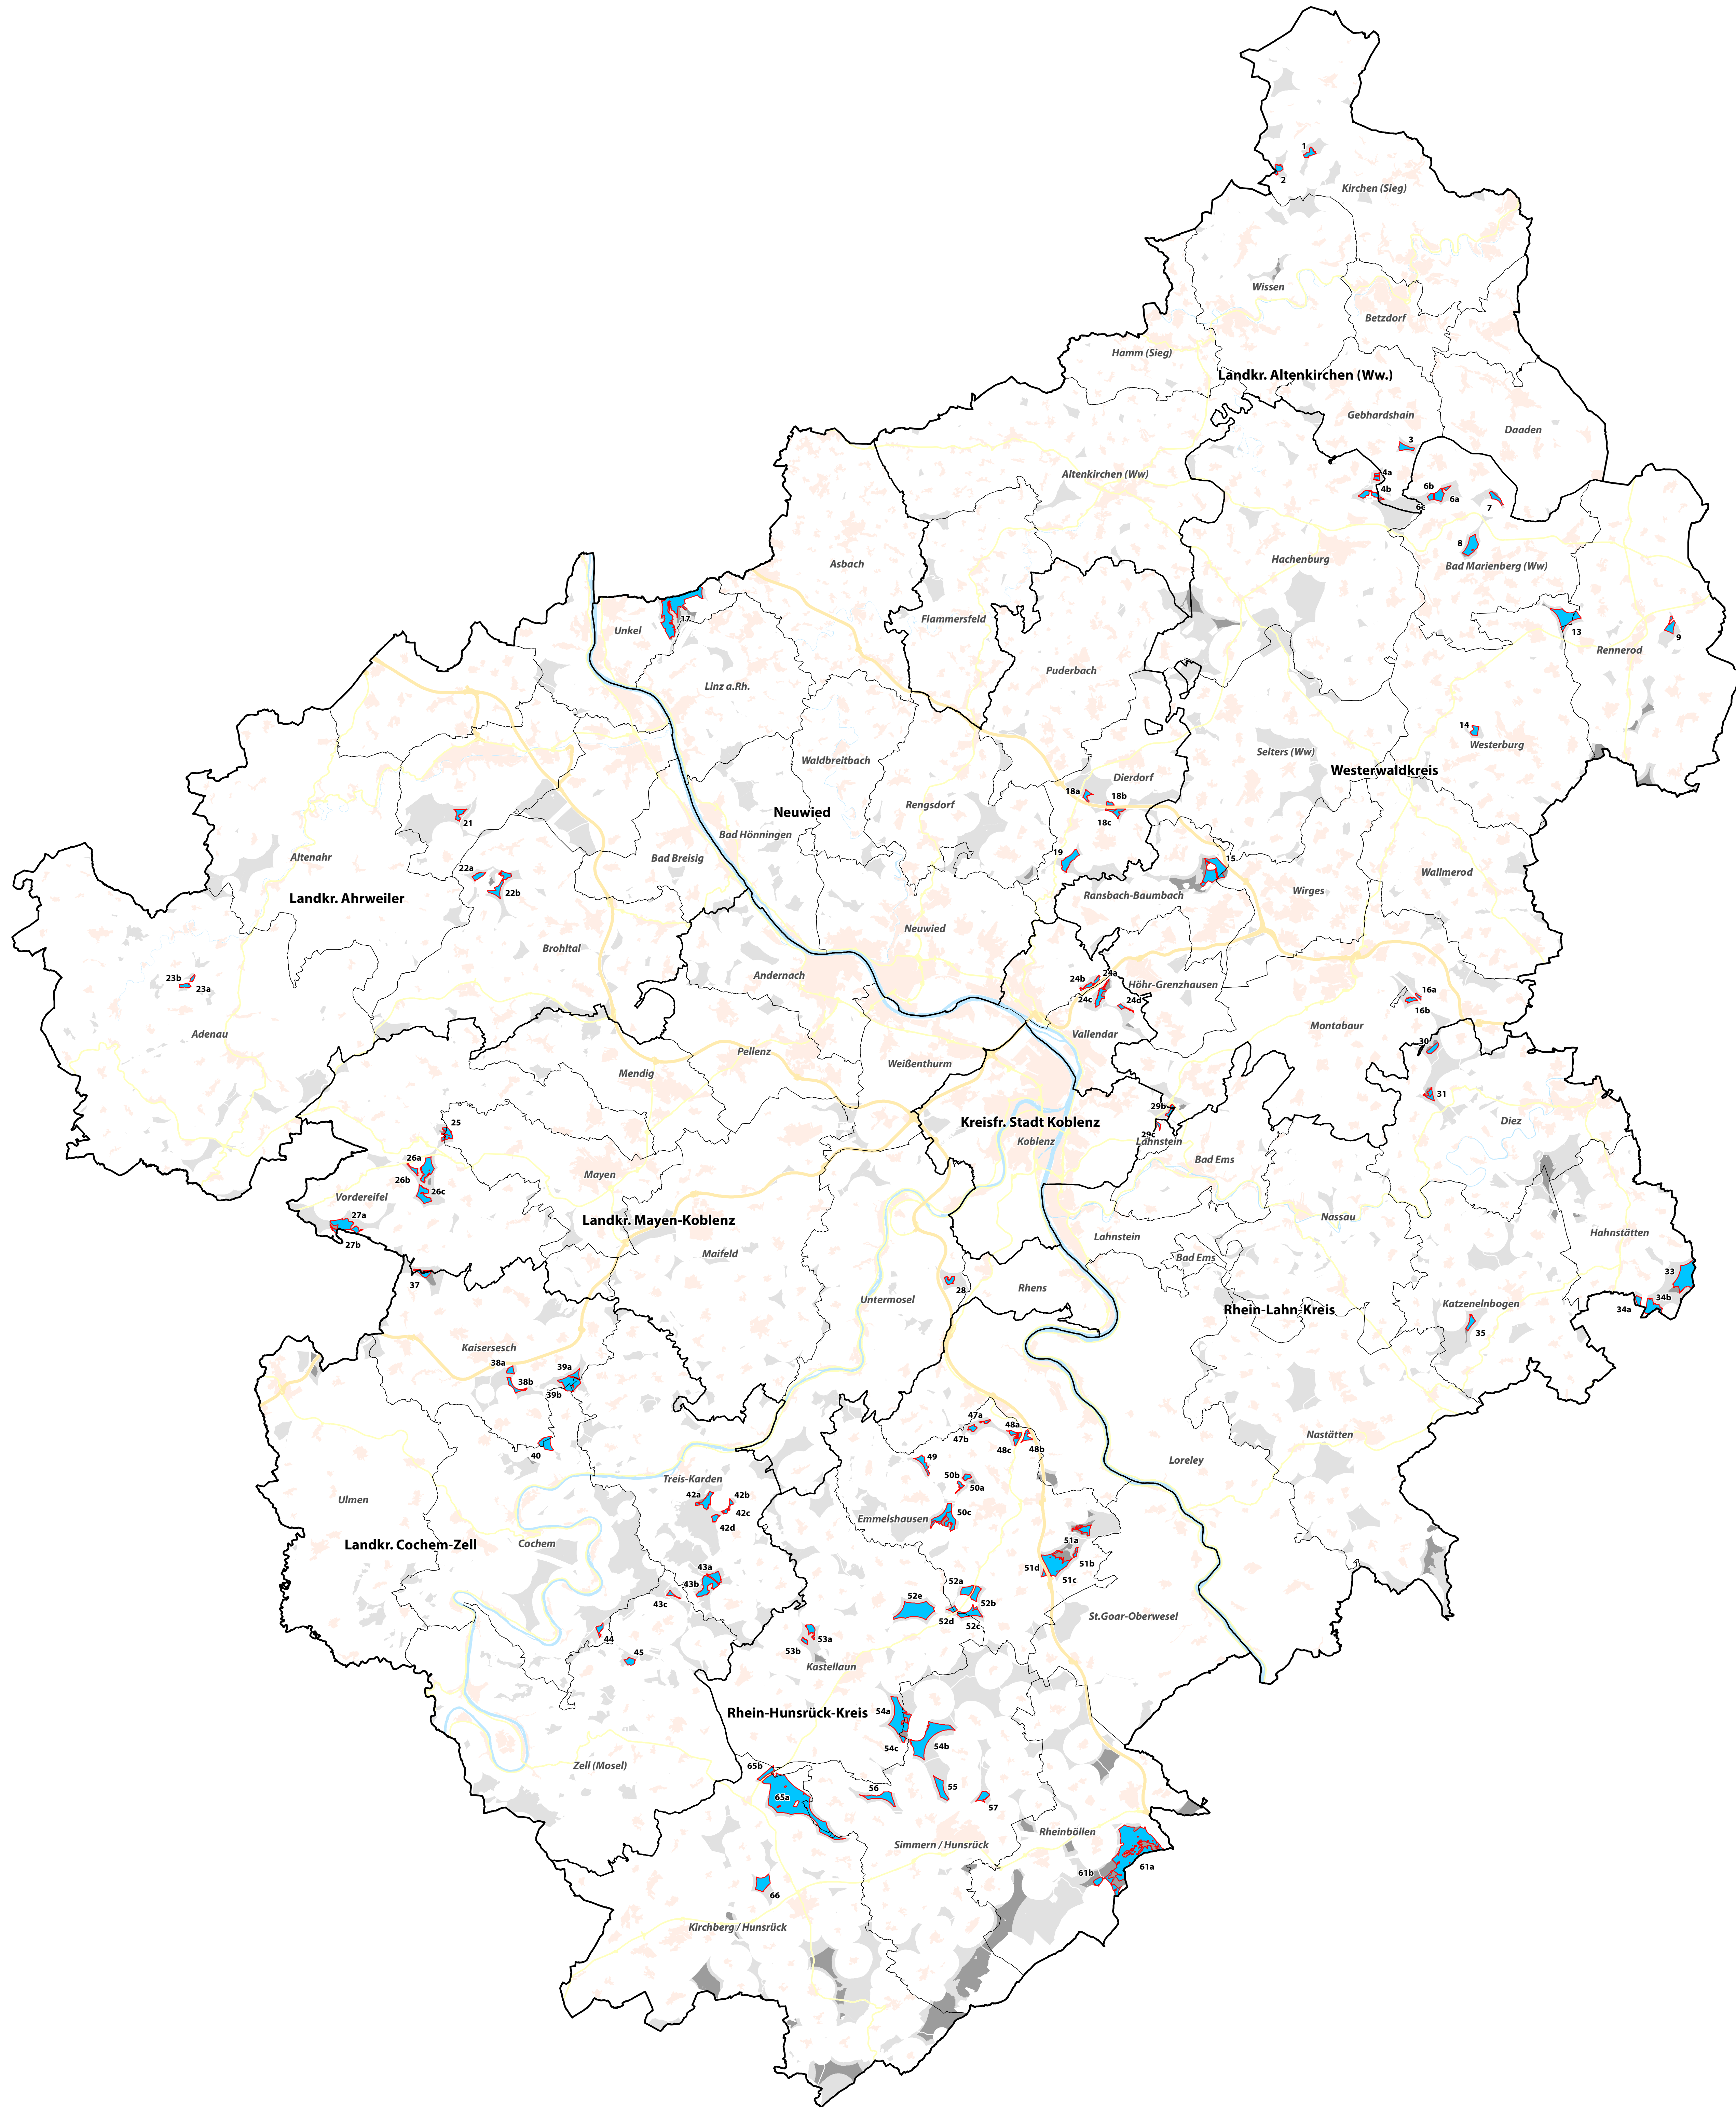 1
2
Kirchen (Sieg)
Wissen
Betzdorf
Hamm (Sieg)
Landkr. Altenkirchen (Ww.)
Gebhardshain
Daaden
3
Altenkirchen (Ww)
4a
4b
6b
6a
6c
7
8
Hachenburg
Bad Marienberg (Ww)
Asbach
Flammersfeld
17
Unkel
13
9
Rennerod
Puderbach
Linz a.Rh.
14
Westerburg
Selters (Ww)
Waldbreitbach
Westerwaldkreis
Dierdorf
18a
18b
18c
Rengsdorf
Neuwied
21
Bad Hönningen
Altenahr
Bad Breisig
19
15
22a
22b
Wallmerod
Wirges
Ransbach-Baumbach
Landkr. Ahrweiler
Neuwied
Brohltal
23b
23a
Andernach
24a
24b
24c
24d
Höhr-Grenzhausen
16a
16b
Montabaur
Adenau
Vallendar
30
Pellenz
Weißenthurm
Mendig
31
25
29b
29c
Kreisfr. Stadt Koblenz
Koblenz
Lahnstein
Diez
Bad Ems
26a
26b
26c
Mayen
Vordereifel
27a
27b
Landkr. Mayen-Koblenz
Nassau
Hahnstätten
Lahnstein
Maifeld
Bad Ems
37
28
Rhens
Untermosel
33
34b
34a
Katzenelnbogen
Rhein-Lahn-Kreis
35
Kaisersesch
38a
38b
39a
39b
47a
47b
48a
48b
48c
Nastätten
40
49
Loreley
50b
50a
Treis-Karden
42a
42b
42c
42d
Ulmen
50c
Emmelshausen
Landkr. Cochem-Zell
Cochem
51a
51b
51d
51c
43a
43b
43c
52a
52e
52b
52d
52c
St.Goar-Oberwesel
44
45
53a
53b
Kastellaun
Rhein-Hunsrück-Kreis
54a
54c
54b
Zell (Mosel)
65b
65a
56
55
57
Rheinböllen
Simmern / Hunsrück
61b
61a
66
Kirchberg / Hunsrück